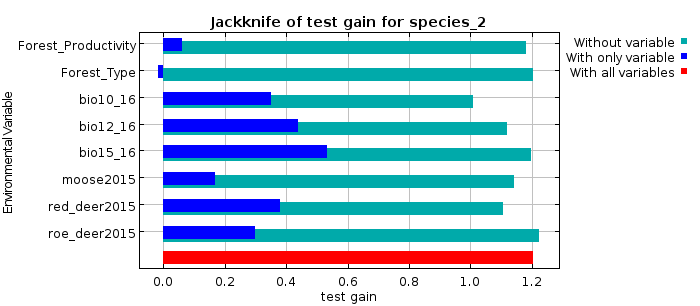 Jackknife of test gain for species_2
Without variable
With only variable
With all variables
Environmental Variable
Forest_Productivity
Forest_Type
bio10_16
bio12_16
bio15_16
moose2015
red_deer2015
roe_deer2015
0.0 0.2 0.4 0.6 0.8 1.0 1.2
test gain